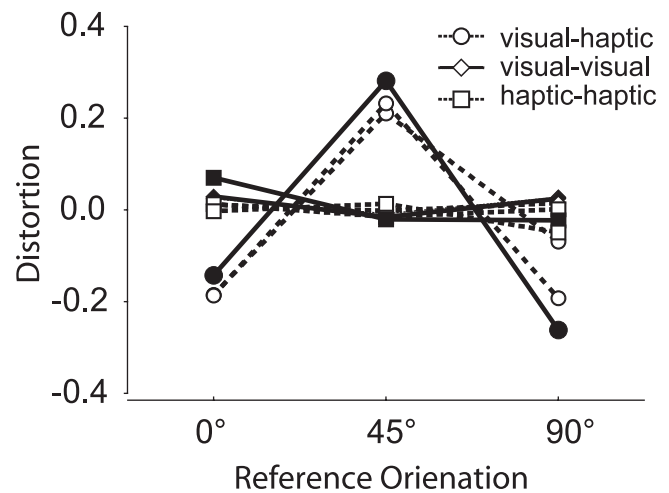 0.4
visual-haptic
visual-visual
haptic-haptic
0.2
0.0
-0.2
-0.4
Distortion
0° 45° 90°
Reference Orienation